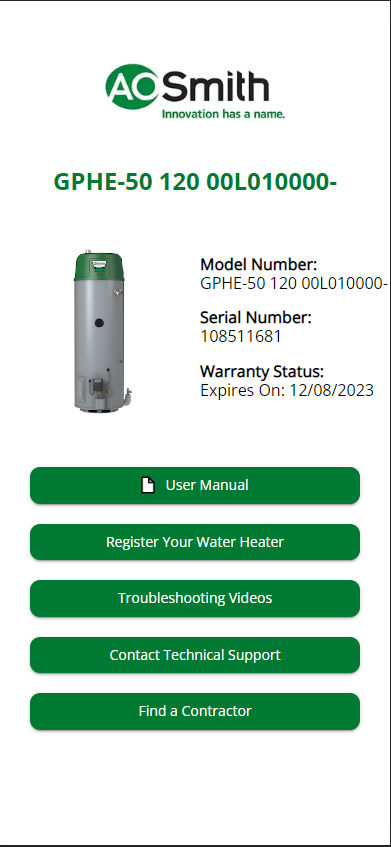 AOSmith
Innovation has a name.
GPHE-50 120 00L010000-
Model Number:
GPHE-50 120 00L010000-
Serial Number:
108511681
Warranty Status:
Expires On: 12/08/2023
User Manual
Register Your Water Heater
Troubleshooting Videos
Contact Technical Support
Find a Contractor